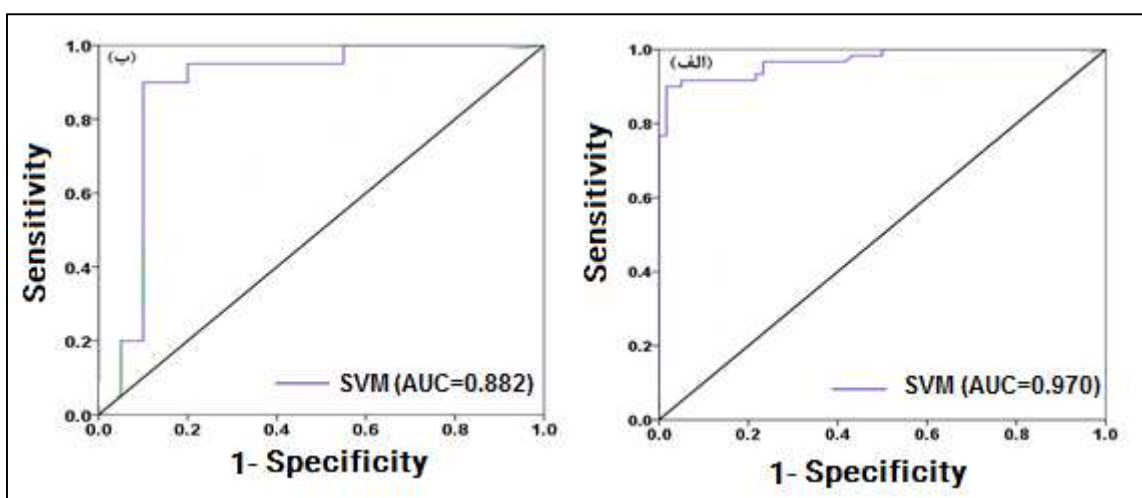 (ب)
1.0
0.8
0.6
0.4
0.2
0.0
Sensitivity
SVM (AUC=0.882)
0.0 0.2 0.4 0.6 0.8 1.0
1- Specificity
(الف)
1.0
0.8
0.6
0.4
0.2
0.0
Sensitivity
SVM (AUC=0.970)
0.0 0.2 0.4 0.6 0.8 1.0
1- Specificity